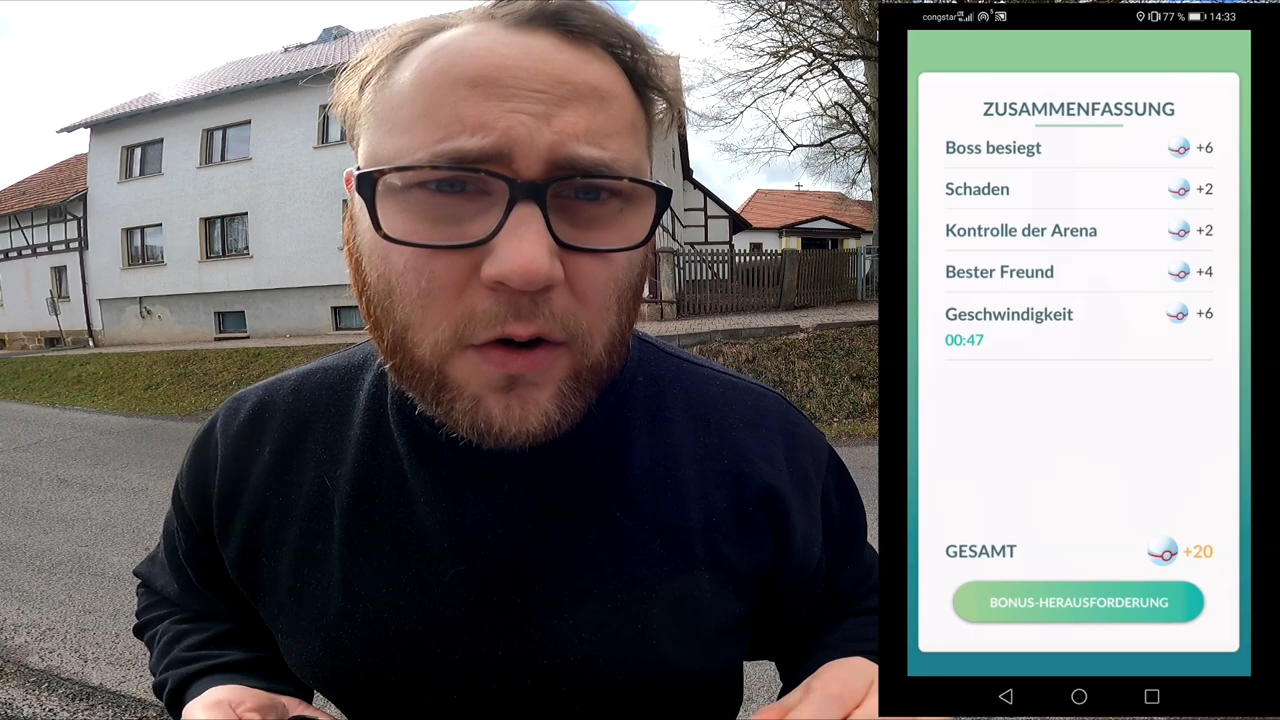 congstar 77 % 14:33
ZUSAMMENFASSUNG
Boss besiegt +6
Schaden +2
Kontrolle der Arena +2
Bester Freund +4
Geschwindigkeit +6
00:47
GESAMT +20
BONUS-HERAUSFORDERUNG